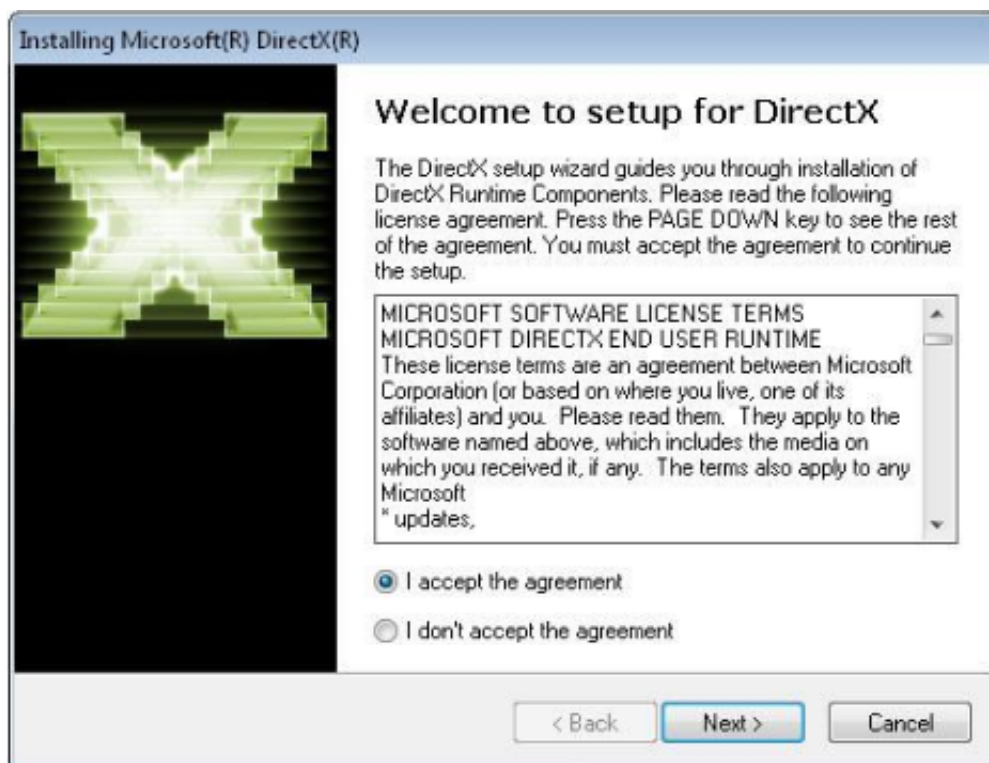 Installing Microsoft(R) DirectX(R)
Welcome to setup for DirectX
The DirectX setup wizard guides you through installation of
DirectX Runtime Components. Please read the following
license agreement. Press the PAGE DOWN key to see the rest
of the agreement. You must accept the agreement to continue
the setup.
MICROSOFT SOFTWARE LICENSE TERMS
MICROSOFT DIRECTX END USER RUNTIME
These license terms are an agreement between Microsoft
Corporation (or based on where you live, one of its
affiliates) and you.  Please read them.  They apply to the
software named above, which includes the media on
which you received it, if any.  The terms also apply to any
Microsoft
* updates,
I accept the agreement
I don't accept the agreement
< Back Next > Cancel